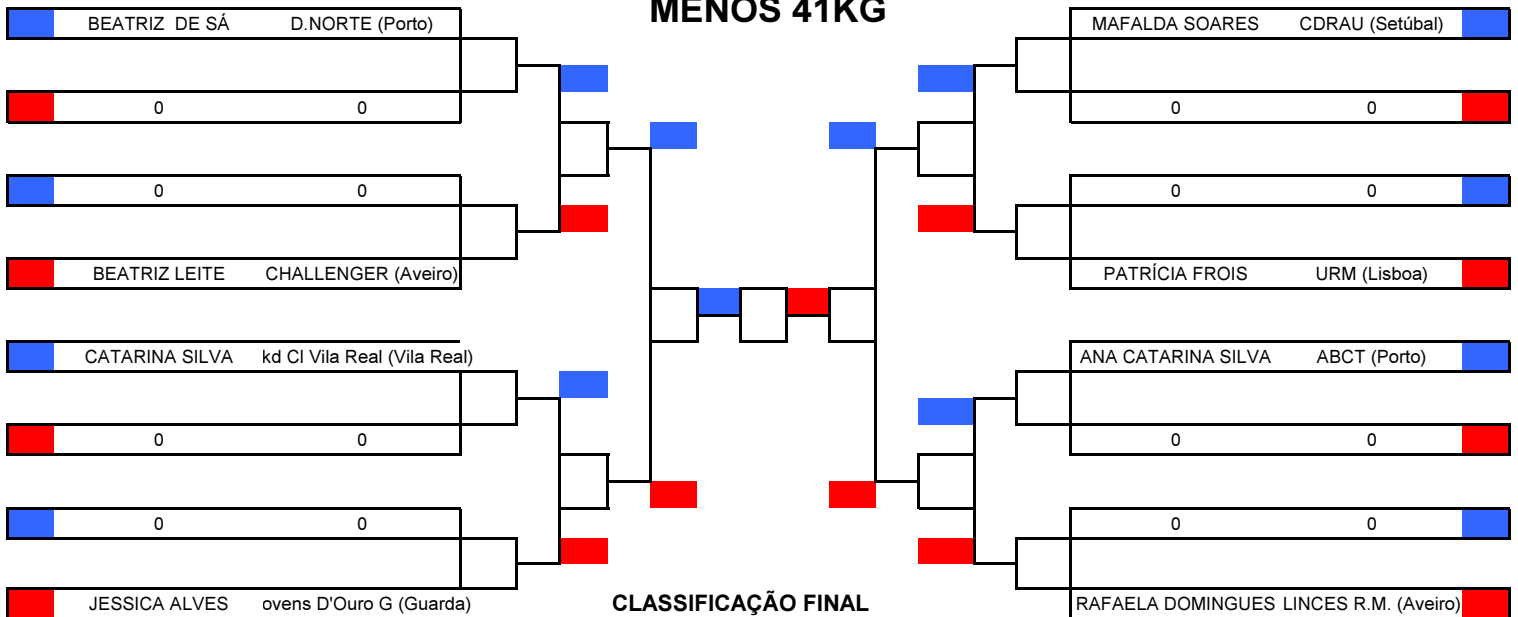 MENOS 41KG
BEATRIZ DE SÁ D.NORTE (Porto)
0 0
0 0
BEATRIZ LEITE CHALLENGER (Aveiro)
CATARINA SILVA kd Cl Vila Real (Vila Real)
0 0
0 0
JESSICA ALVES ovens D'Ouro G (Guarda)
MAFALDA SOARES CDRAU (Setúbal)
0 0
0 0
PATRÍCIA FROIS URM (Lisboa)
ANA CATARINA SILVA ABCT (Porto)
0 0
0 0
RAFAELA DOMINGUES LINCES R.M. (Aveiro)
CLASSIFICAÇÃO FINAL